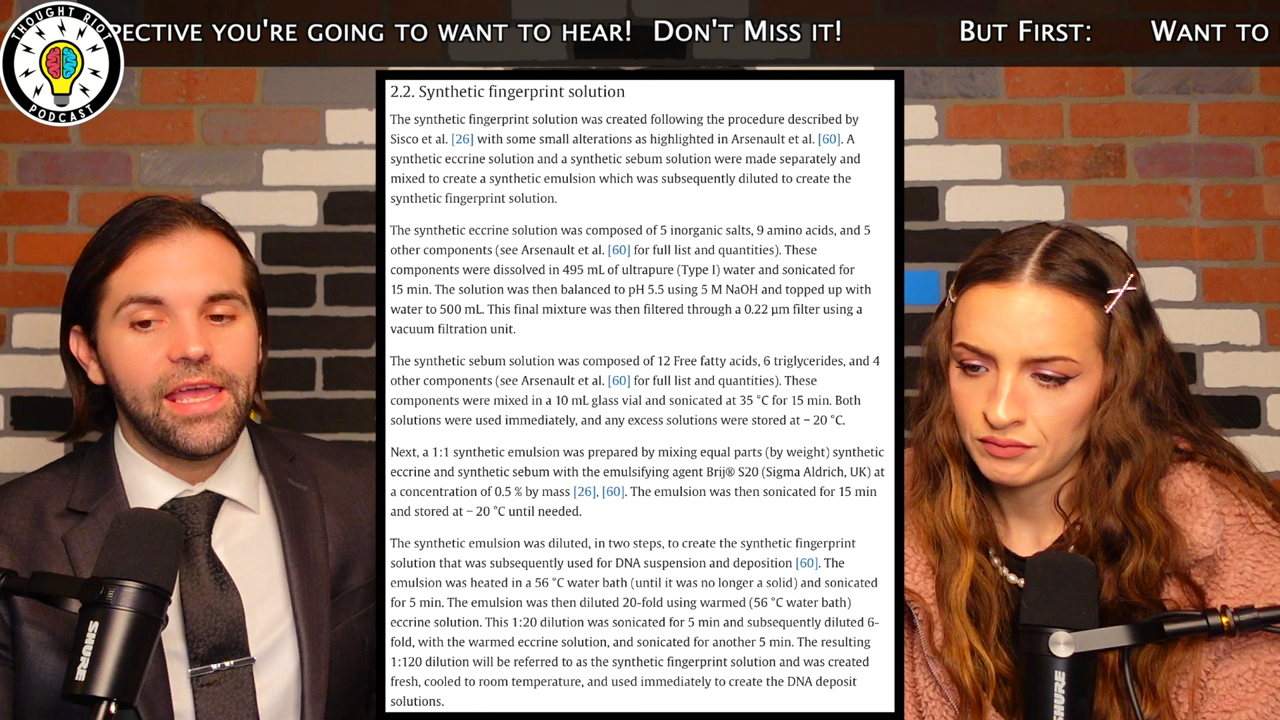 PECTIVE YOU'RE GOING TO WANT TO HEAR! DON'T MISS IT! BUT FIRST: WANT TO
THOUGHT RIOT
PODCAST
2.2. Synthetic fingerprint solution
The synthetic fingerprint solution was created following the procedure described by
Sisco et al. [26] with some small alterations as highlighted in Arsenault et al. [60]. A
synthetic eccrine solution and a synthetic sebum solution were made separately and
mixed to create a synthetic emulsion which was subsequently diluted to create the
synthetic fingerprint solution.
The synthetic eccrine solution was composed of 5 inorganic salts, 9 amino acids, and 5
other components (see Arsenault et al. [60] for full list and quantities). These
components were dissolved in 495 mL of ultrapure (Type I) water and sonicated for
15 min. The solution was then balanced to pH 5.5 using 5 M NaOH and topped up with
water to 500 mL. This final mixture was then filtered through a 0.22 μm filter using a
vacuum filtration unit.
The synthetic sebum solution was composed of 12 Free fatty acids, 6 triglycerides, and 4
other components (see Arsenault et al. [60] for full list and quantities). These
components were mixed in a 10 mL glass vial and sonicated at 35 °C for 15 min. Both
solutions were used immediately, and any excess solutions were stored at − 20 °C.
Next, a 1:1 synthetic emulsion was prepared by mixing equal parts (by weight) synthetic
eccrine and synthetic sebum with the emulsifying agent Brij® S20 (Sigma Aldrich, UK) at
a concentration of 0.5 % by mass [26], [60]. The emulsion was then sonicated for 15 min
and stored at − 20 °C until needed.
The synthetic emulsion was diluted, in two steps, to create the synthetic fingerprint
solution that was subsequently used for DNA suspension and deposition [60]. The
emulsion was heated in a 56 °C water bath (until it was no longer a solid) and sonicated
for 5 min. The emulsion was then diluted 20-fold using warmed (56 °C water bath)
eccrine solution. This 1:20 dilution was sonicated for 5 min and subsequently diluted 6-
fold, with the warmed eccrine solution, and sonicated for another 5 min. The resulting
1:120 dilution will be referred to as the synthetic fingerprint solution and was created
fresh, cooled to room temperature, and used immediately to create the DNA deposit
solutions.
SHURE
SHURE